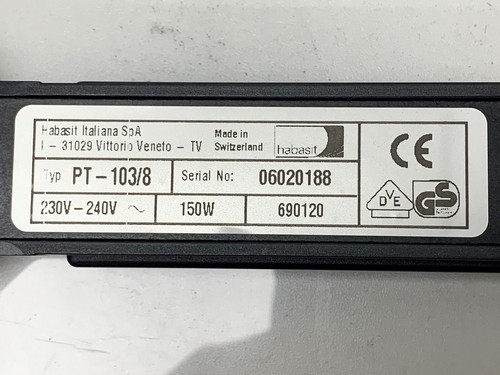 Habasit Italiana SpA
I - 31029 Vittorio Veneto - TV
Made in
Switzerland
habasit
CE
Typ PT-103/8
Serial No: 06020188
DVE
GS
230V-240V ~
150W
690120